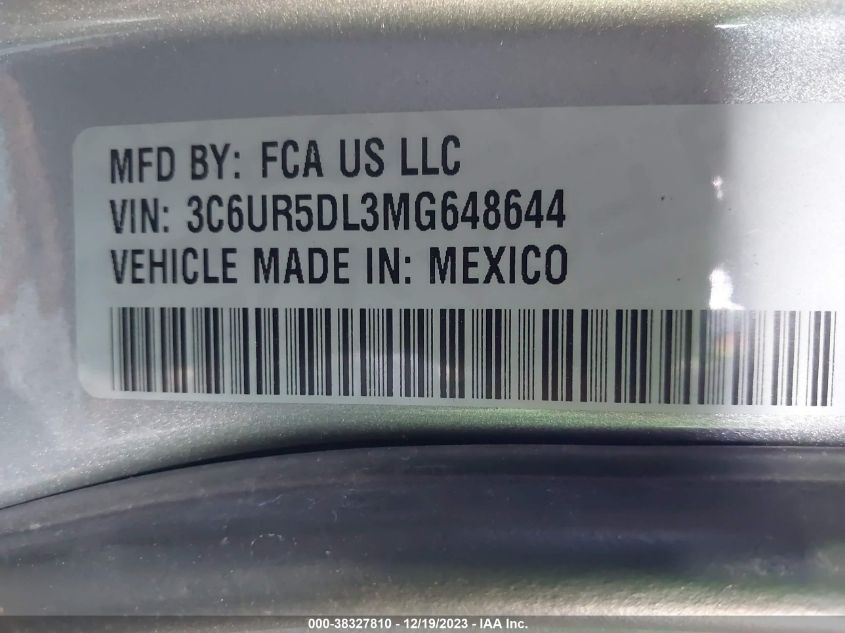 MFD BY: FCA US LLC
VIN: 3C6UR5DL3MG648644
VEHICLE MADE IN: MEXICO
000-38327810 - 12/19/2023 - IAA Inc.